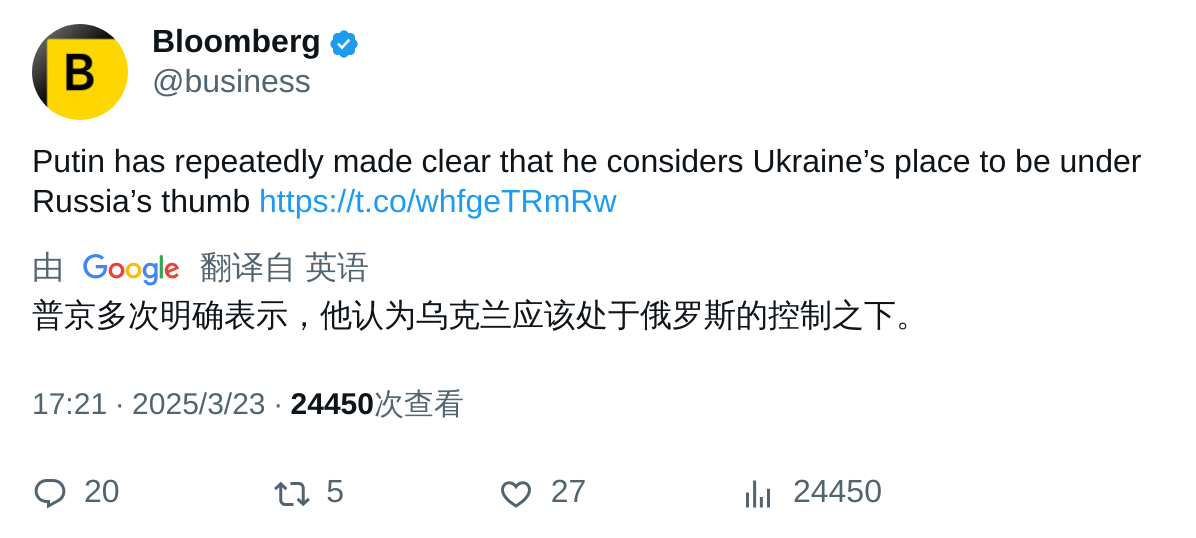 Bloomberg
@business
Putin has repeatedly made clear that he considers Ukraine’s place to be under
Russia’s thumb https://t.co/whfgeTRmRw
由 Google 翻译自 英语
普京多次明确表示，他认为乌克兰应该处于俄罗斯的控制之下。
17:21 · 2025/3/23 · 24450次查看
20 5 27 24450